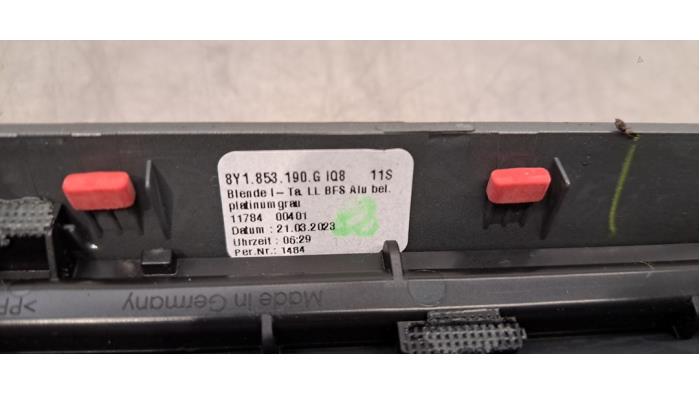 8Y1.853.190.G IQ8 11S
Blende I-Ta. LL BFS Alu bel.
platinumgrau
11784 00401
Datum : 21.03.2023
Uhrzeit : 06:29
Per.Nr.: 1484
Made in Germany